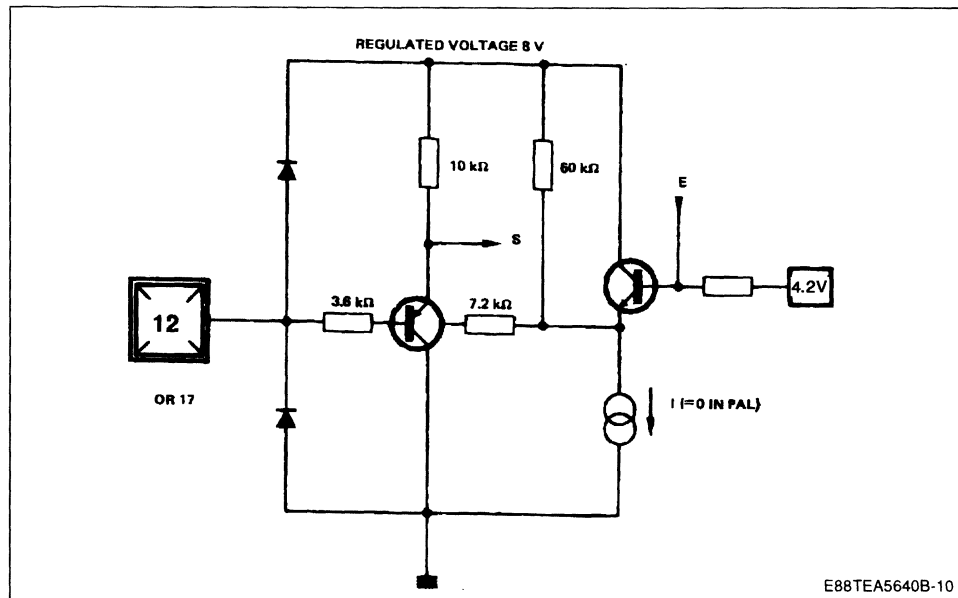 REGULATED VOLTAGE 8 V
10 kΩ
60 kΩ
E
S
4.2V
3.6 kΩ
7.2 kΩ
12
OR 17
I (=0 IN PAL)
E88TEA5640B-10